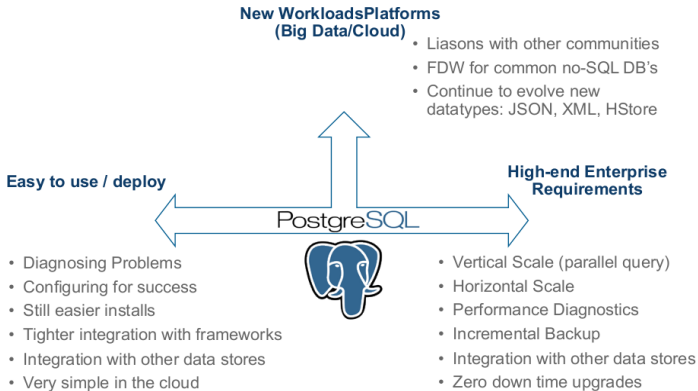 New WorkloadsPlatforms
(Big Data/Cloud)
• Liasons with other communities
• FDW for common no-SQL DB's
• Continue to evolve new
datatypes: JSON, XML, HStore
Easy to use / deploy
High-end Enterprise
Requirements
PostgreSQL
• Diagnosing Problems
• Configuring for success
• Still easier installs
• Tighter integration with frameworks
• Integration with other data stores
• Very simple in the cloud
• Vertical Scale (parallel query)
• Horizontal Scale
• Performance Diagnostics
• Incremental Backup
• Integration with other data stores
• Zero down time upgrades